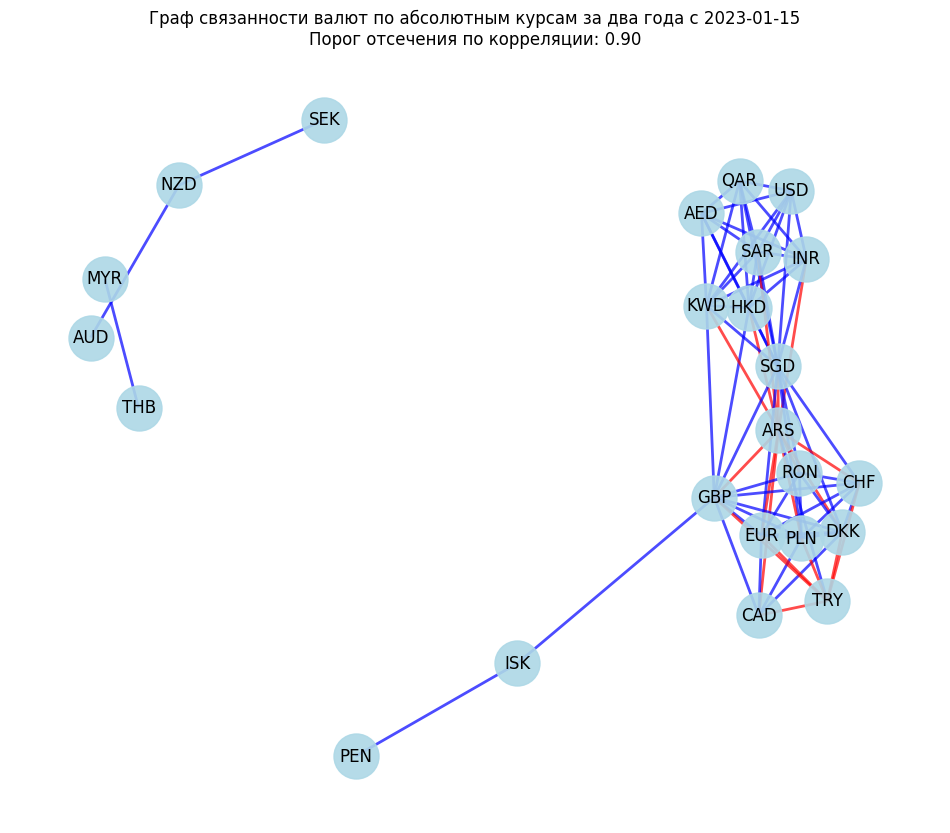 Граф связанности валют по абсолютным курсам за два года с 2023-01-15
Порог отсечения по корреляции: 0.90
SEK
QAR
NZD
USD
AED
SAR
INR
MYR
KWD
HKD
AUD
SGD
THB
ARS
RON
CHF
GBP
DKK
EUR
PLN
TRY
CAD
ISK
PEN